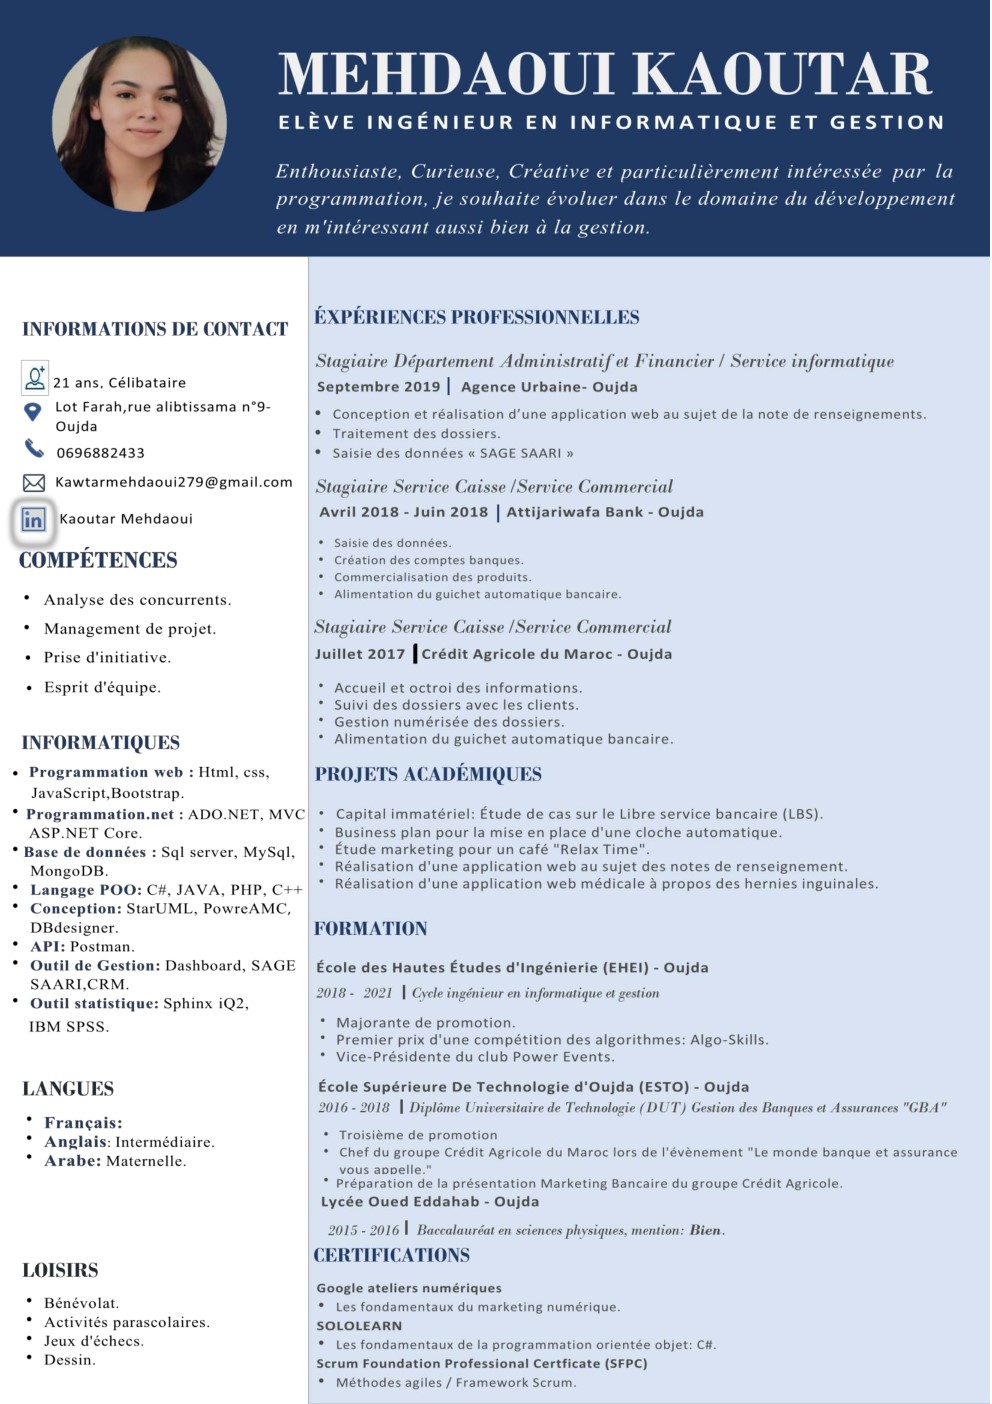 MEHDAOUI KAOUTAR
ELÈVE INGÉNIEUR EN INFORMATIQUE ET GESTION
Enthousiaste, Curieuse, Créative et particulièrement intéressée par la
programmation, je souhaite évoluer dans le domaine du développement
en m'intéressant aussi bien à la gestion.
INFORMATIONS DE CONTACT
21 ans, Célibataire
Lot Farah,rue alibtissama n°9-
Oujda
0696882433
Kawtarmehdaoui279@gmail.com
in
Kaoutar Mehdaoui
COMPÉTENCES
• Analyse des concurrents.
• Management de projet.
• Prise d'initiative.
• Esprit d'équipe.
INFORMATIQUES
• Programmation web : Html, css,
JavaScript,Bootstrap.
• Programmation.net : ADO.NET, MVC
ASP.NET Core.
• Base de données : Sql server, MySql,
MongoDB.
• Langage POO: C#, JAVA, PHP, C++
• Conception: StarUML, PowreAMC,
DBdesigner.
• API: Postman.
• Outil de Gestion: Dashboard, SAGE
SAARI,CRM.
• Outil statistique: Sphinx iQ2,
IBM SPSS.
LANGUES
• Français:
• Anglais: Intermédiaire.
• Arabe: Maternelle.
LOISIRS
• Bénévolat.
• Activités parascolaires.
• Jeux d'échecs.
• Dessin.
ÉXPÉRIENCES PROFESSIONNELLES
Stagiaire Département Administratif et Financier / Service informatique
Septembre 2019 | Agence Urbaine- Oujda
• Conception et réalisation d’une application web au sujet de la note de renseignements.
• Traitement des dossiers.
• Saisie des données « SAGE SAARI »
Stagiaire Service Caisse /Service Commercial
Avril 2018 - Juin 2018 | Attijariwafa Bank - Oujda
• Saisie des données.
• Création des comptes banques.
• Commercialisation des produits.
• Alimentation du guichet automatique bancaire.
Stagiaire Service Caisse /Service Commercial
Juillet 2017 | Crédit Agricole du Maroc - Oujda
• Accueil et octroi des informations.
• Suivi des dossiers avec les clients.
• Gestion numérisée des dossiers.
• Alimentation du guichet automatique bancaire.
PROJETS ACADÉMIQUES
• Capital immatériel: Étude de cas sur le Libre service bancaire (LBS).
• Business plan pour la mise en place d'une cloche automatique.
• Étude marketing pour un café "Relax Time".
• Réalisation d'une application web au sujet des notes de renseignement.
• Réalisation d'une application web médicale à propos des hernies inguinales.
FORMATION
École des Hautes Études d'Ingénierie (EHEI) - Oujda
2018 - 2021 | Cycle ingénieur en informatique et gestion
• Majorante de promotion.
• Premier prix d'une compétition des algorithmes: Algo-Skills.
• Vice-Présidente du club Power Events.
École Supérieure De Technologie d'Oujda (ESTO) - Oujda
2016 - 2018 | Diplôme Universitaire de Technologie (DUT) Gestion des Banques et Assurances "GBA"
• Troisième de promotion
• Chef du groupe Crédit Agricole du Maroc lors de l'évènement "Le monde banque et assurance
vous appelle."
• Préparation de la présentation Marketing Bancaire du groupe Crédit Agricole.
Lycée Oued Eddahab - Oujda
2015 - 2016 | Baccalauréat en sciences physiques, mention: Bien.
CERTIFICATIONS
Google ateliers numériques
• Les fondamentaux du marketing numérique.
SOLOLEARN
• Les fondamentaux de la programmation orientée objet: C#.
Scrum Foundation Professional Certficate (SFPC)
• Méthodes agiles / Framework Scrum.